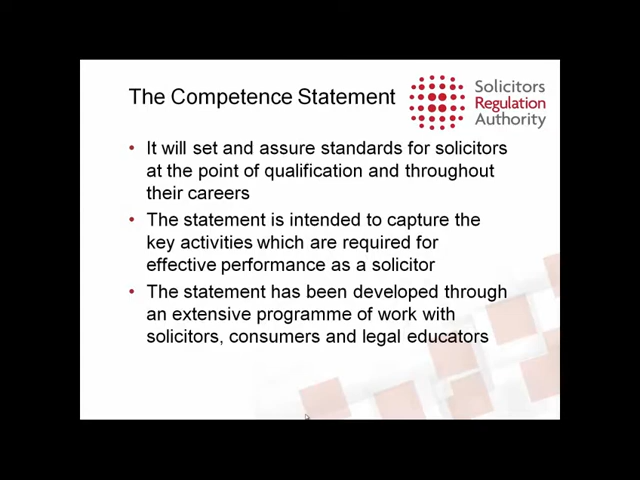 The Competence Statement
Solicitors
Regulation
Authority
• It will set and assure standards for solicitors
at the point of qualification and throughout
their careers
• The statement is intended to capture the
key activities which are required for
effective performance as a solicitor
• The statement has been developed through
an extensive programme of work with
solicitors, consumers and legal educators